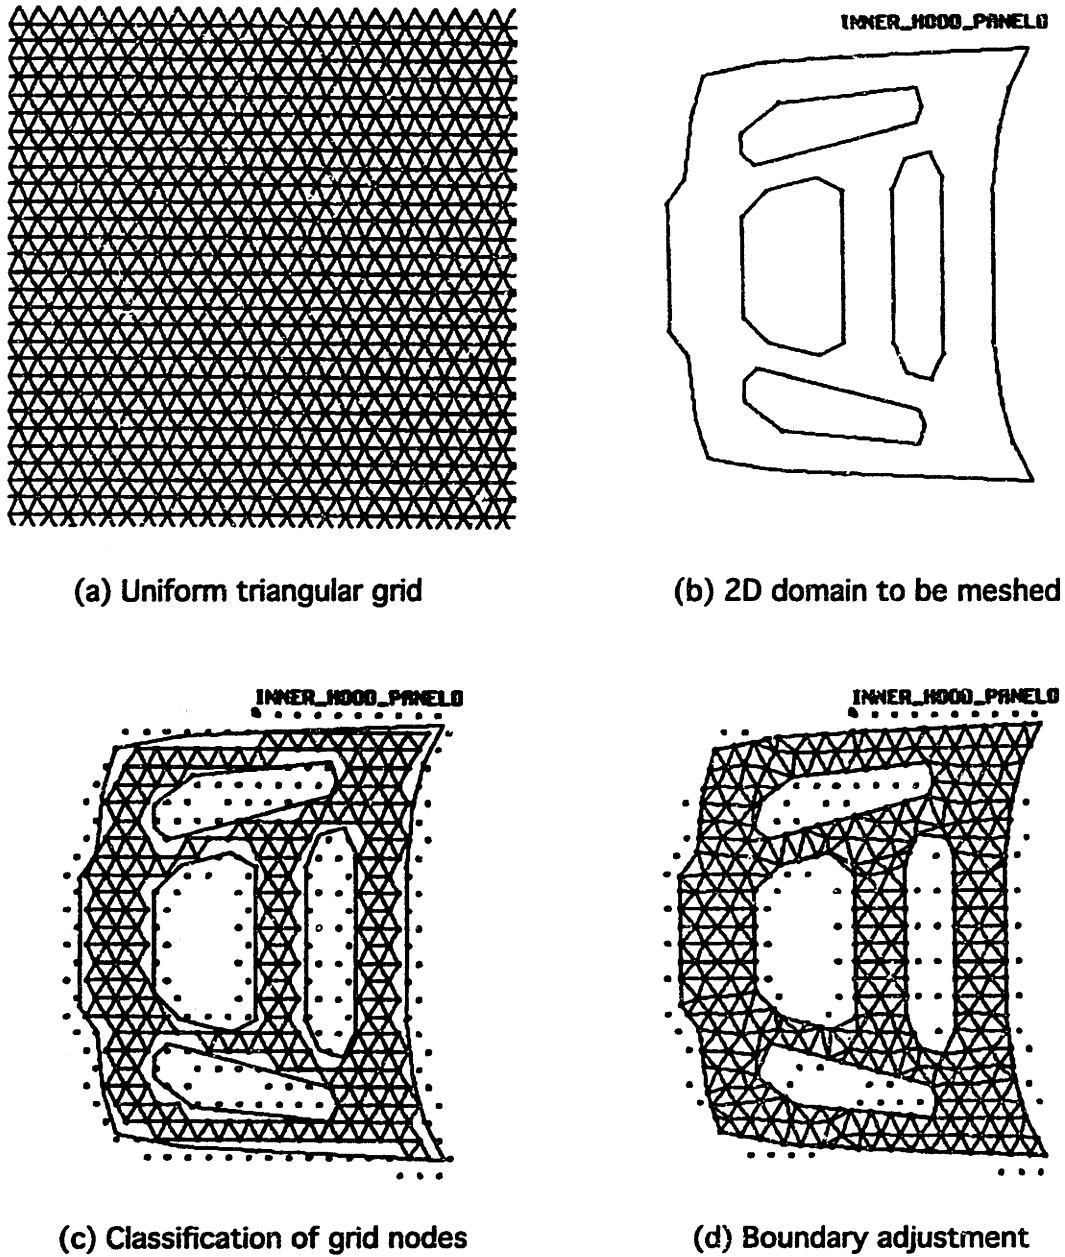 INNER_HOOD_PANEL0
(a) Uniform triangular grid
(b) 2D domain to be meshed
INNER_HOOD_PANEL0
INNER_HOOD_PANEL0
(c) Classification of grid nodes
(d) Boundary adjustment